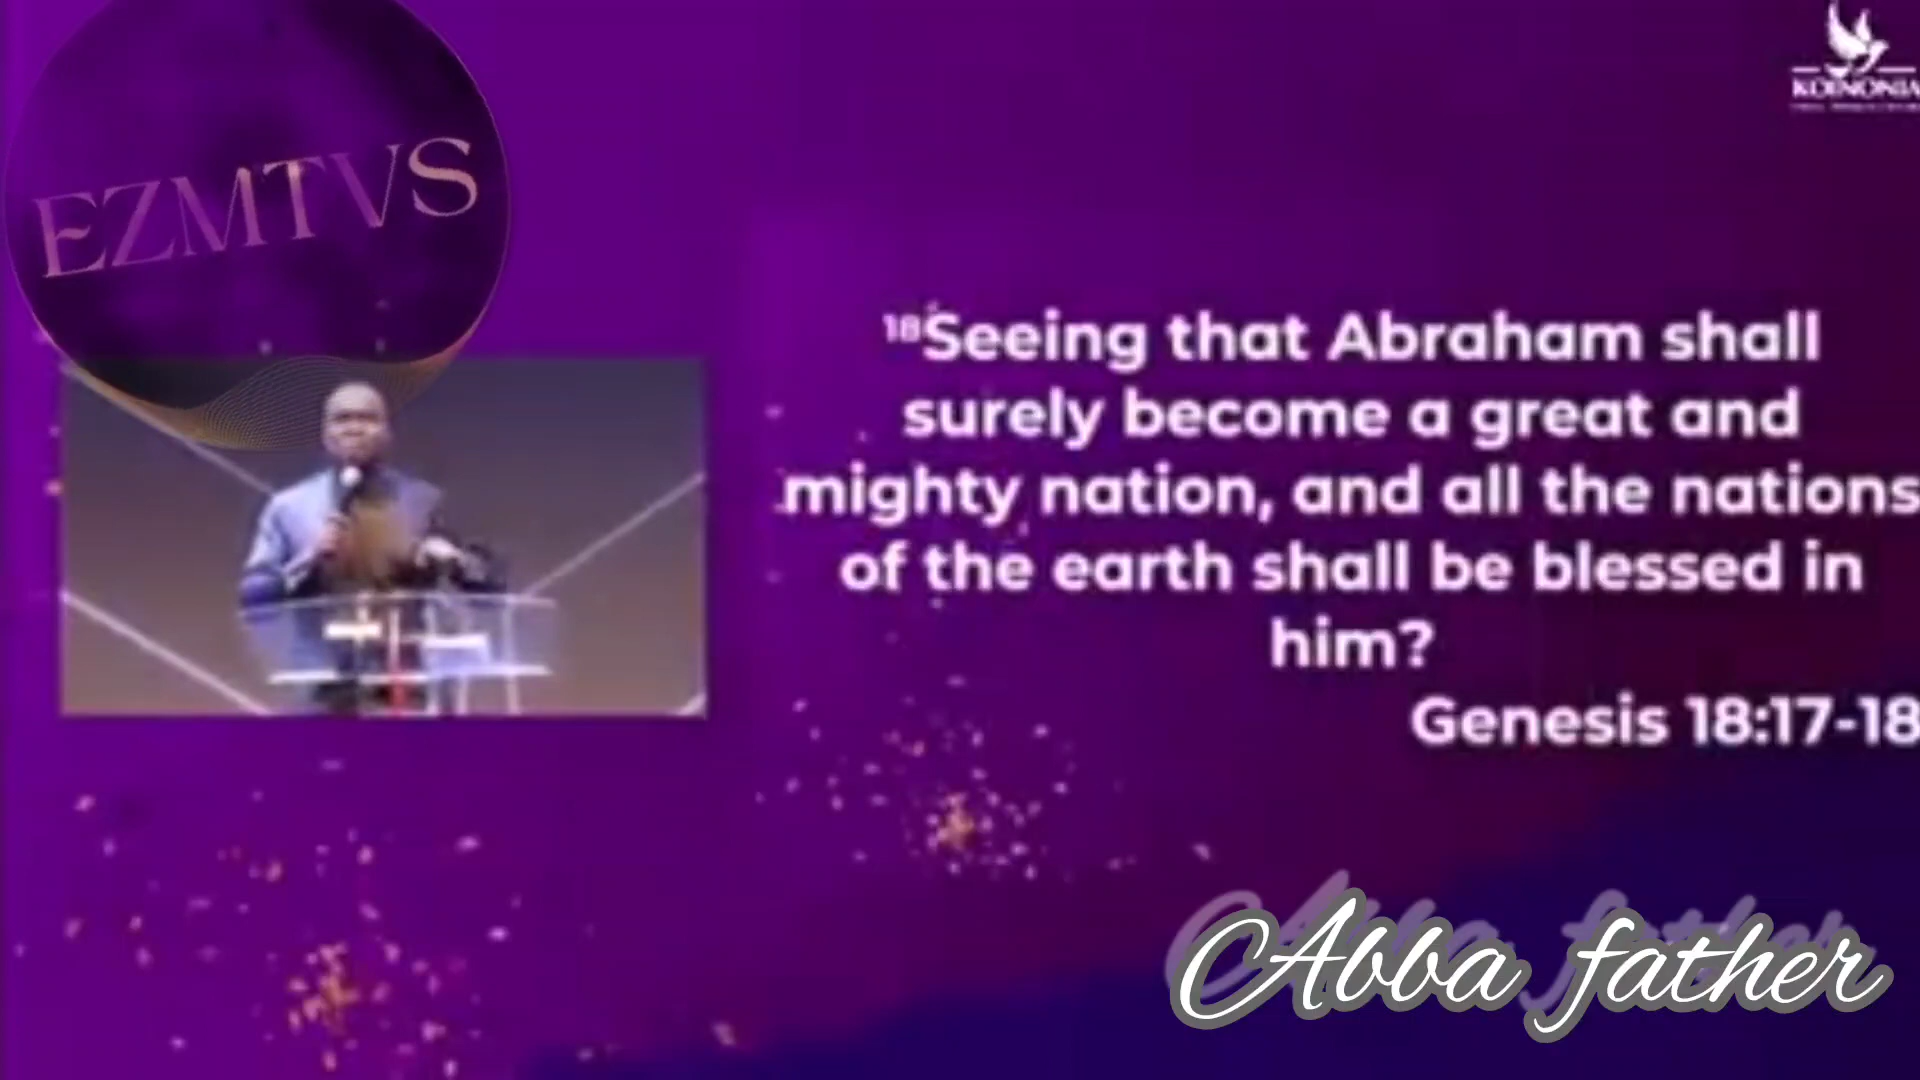 EZMTVS
KOINONIA
18Seeing that Abraham shall
surely become a great and
mighty nation, and all the nations
of the earth shall be blessed in
him?
Genesis 18:17-18
Abba father